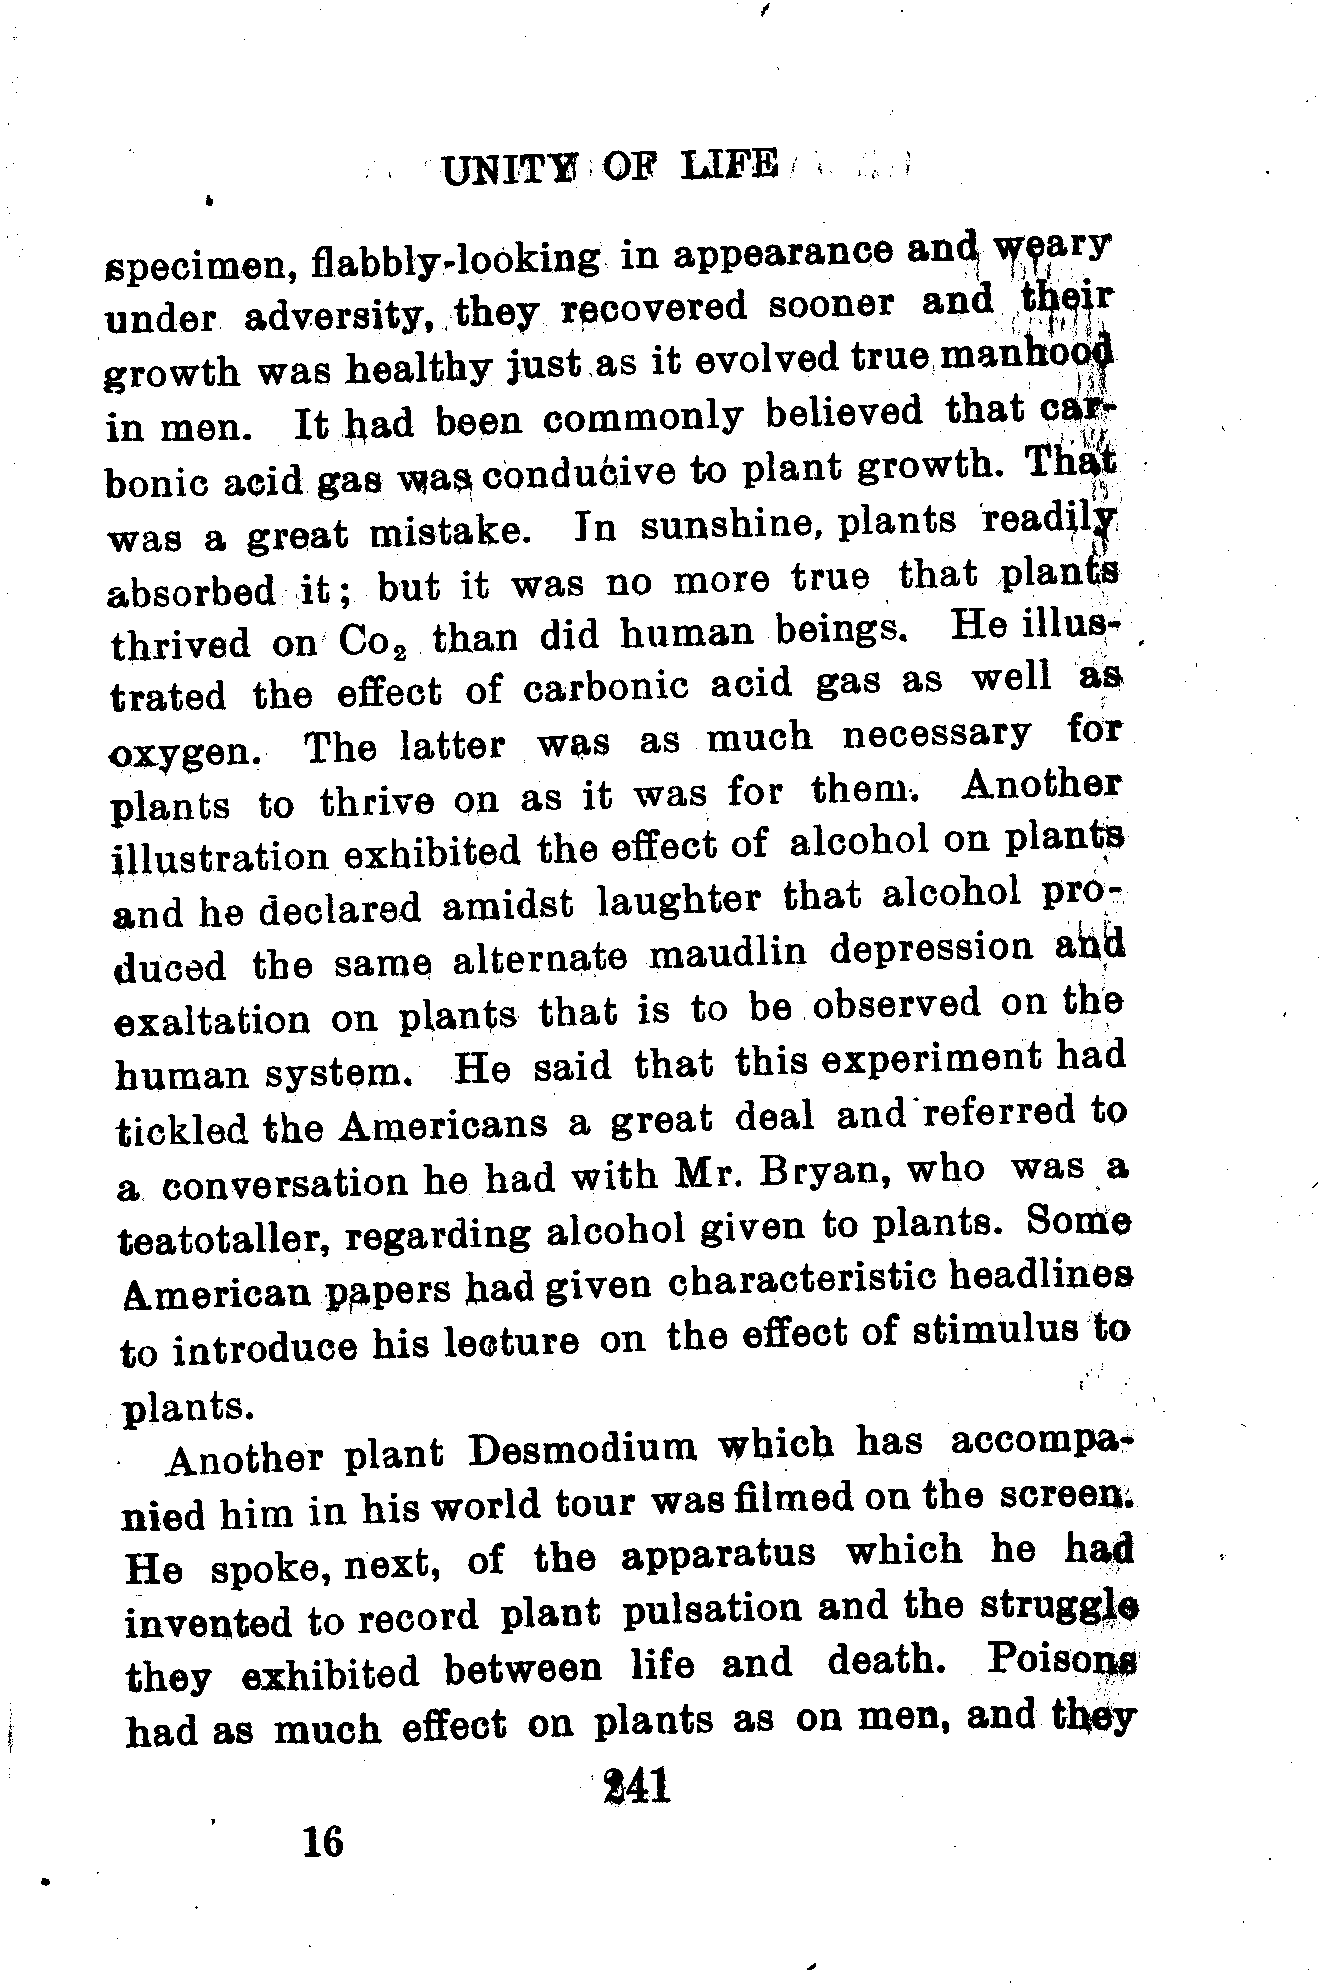 UNITY OF LIFE
specimen, flabbly-looking in appearance and weary
under adversity, they recovered sooner and their
growth was healthy just as it evolved true manhood
in men. It had been commonly believed that car-
bonic acid gas was conducive to plant growth. That
was a great mistake. In sunshine, plants readily
absorbed it; but it was no more true that plants
thrived on Co₂ than did human beings. He illus-
trated the effect of carbonic acid gas as well as
oxygen. The latter was as much necessary for
plants to thrive on as it was for them. Another
illustration exhibited the effect of alcohol on plants
and he declared amidst laughter that alcohol pro-
duced the same alternate maudlin depression and
exaltation on plants that is to be observed on the
human system. He said that this experiment had
tickled the Americans a great deal and referred to
a conversation he had with Mr. Bryan, who was a
teatotaller, regarding alcohol given to plants. Some
American papers had given characteristic headlines
to introduce his lecture on the effect of stimulus to
plants.
Another plant Desmodium which has accompa-
nied him in his world tour was filmed on the screen.
He spoke, next, of the apparatus which he had
invented to record plant pulsation and the struggle
they exhibited between life and death. Poisons
had as much effect on plants as on men, and they
241
16